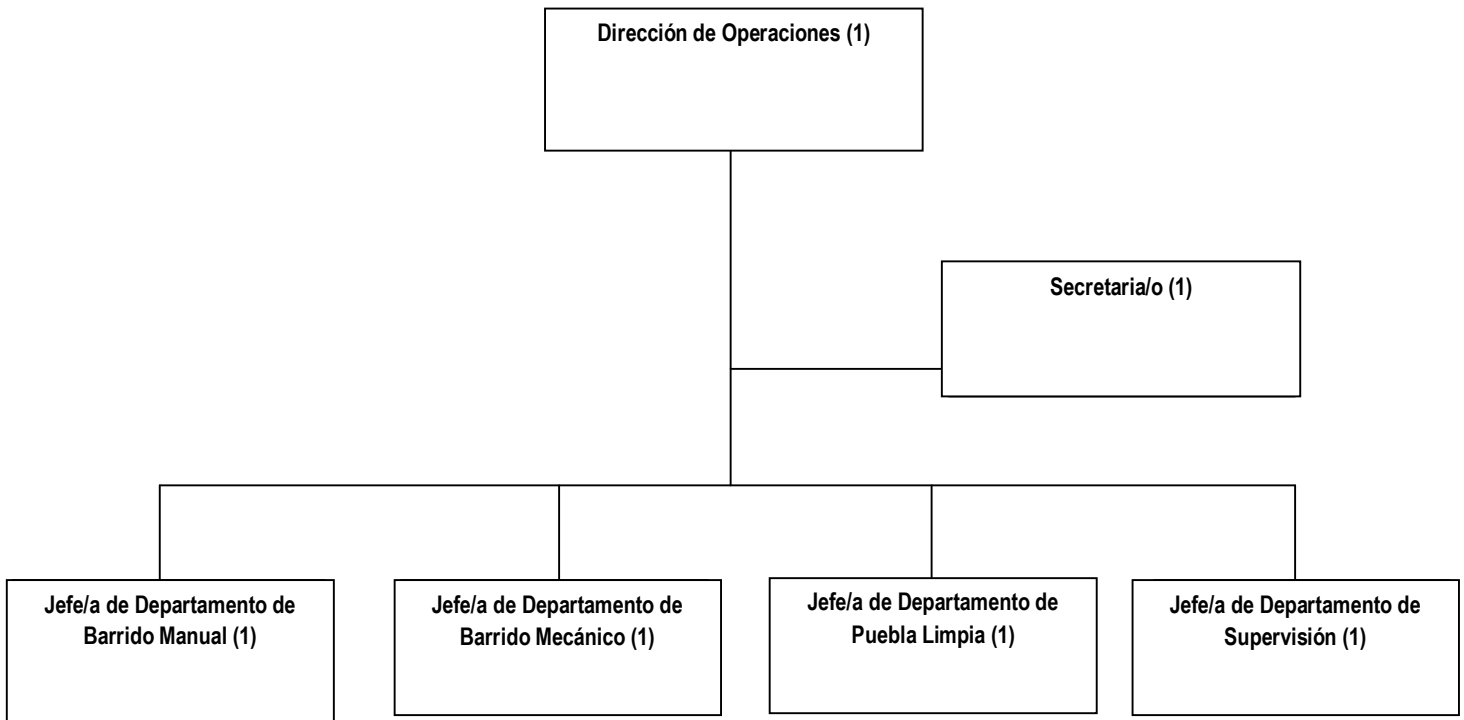 Dirección de Operaciones (1)
Secretaria/o (1)
Jefe/a de Departamento de
Barrido Manual (1)
Jefe/a de Departamento de
Barrido Mecánico (1)
Jefe/a de Departamento de
Puebla Limpia (1)
Jefe/a de Departamento de
Supervisión (1)